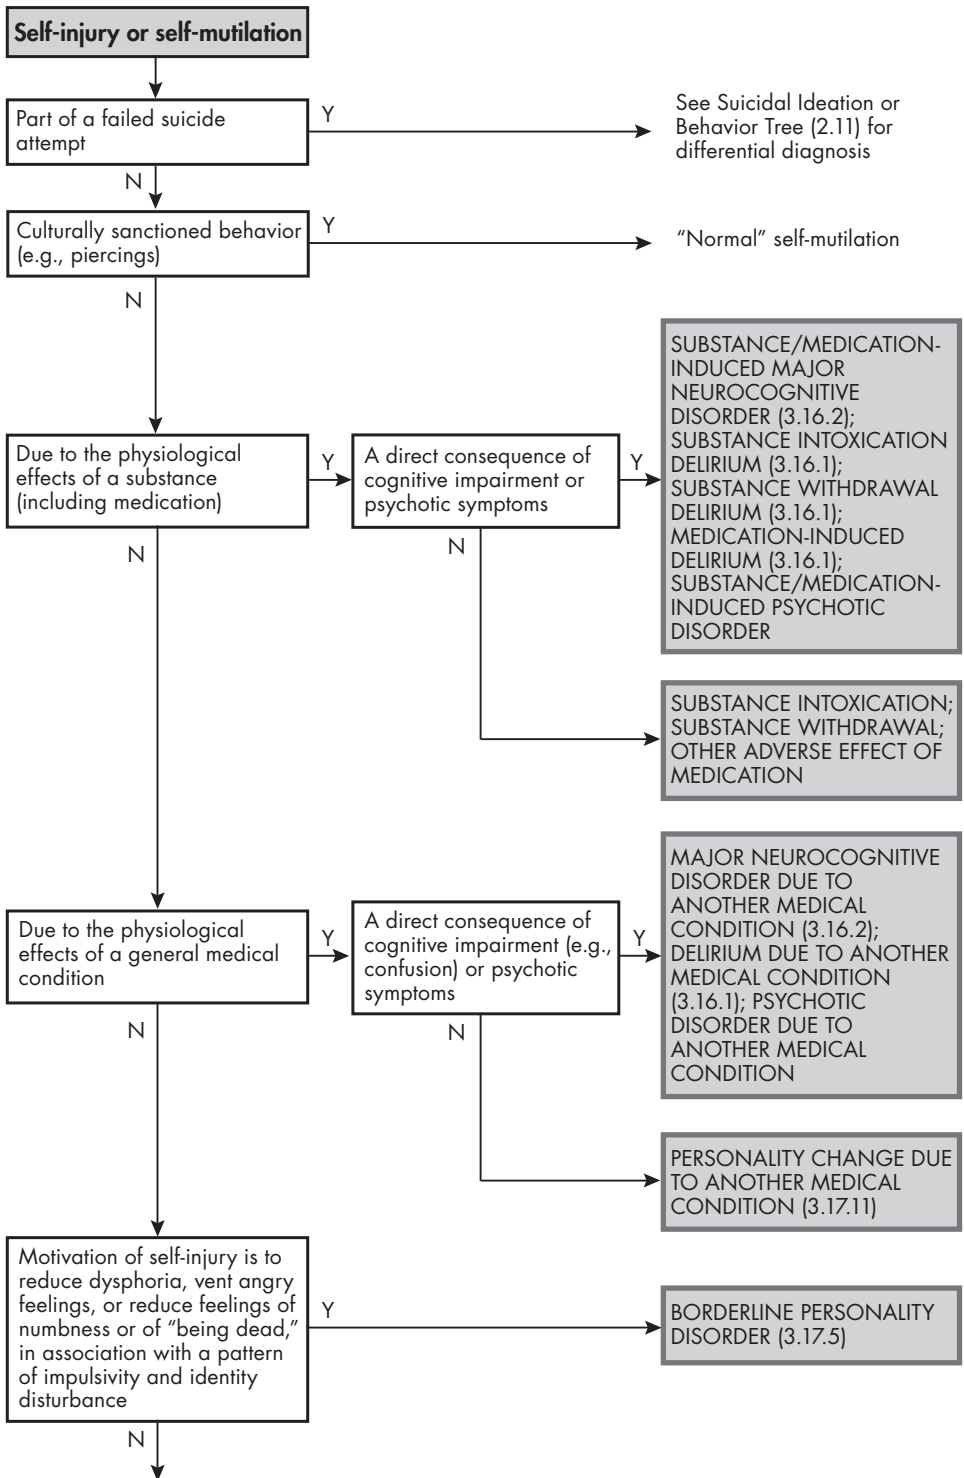 Self-injury or self-mutilation
Part of a failed suicide
attempt
Y
See Suicidal Ideation or
Behavior Tree (2.11) for
differential diagnosis
N
Culturally sanctioned behavior
(e.g., piercings)
Y
“Normal” self-mutilation
N
Due to the physiological
effects of a substance
(including medication)
Y
A direct consequence of
cognitive impairment or
psychotic symptoms
Y
SUBSTANCE/MEDICATION-
INDUCED MAJOR
NEUROCOGNITIVE
DISORDER (3.16.2);
SUBSTANCE INTOXICATION
DELIRIUM (3.16.1);
SUBSTANCE WITHDRAWAL
DELIRIUM (3.16.1);
MEDICATION-INDUCED
DELIRIUM (3.16.1);
SUBSTANCE/MEDICATION-
INDUCED PSYCHOTIC
DISORDER
N
N
SUBSTANCE INTOXICATION;
SUBSTANCE WITHDRAWAL;
OTHER ADVERSE EFFECT OF
MEDICATION
Due to the physiological
effects of a general medical
condition
Y
A direct consequence of
cognitive impairment (e.g.,
confusion) or psychotic
symptoms
Y
MAJOR NEUROCOGNITIVE
DISORDER DUE TO
ANOTHER MEDICAL
CONDITION (3.16.2);
DELIRIUM DUE TO ANOTHER
MEDICAL CONDITION
(3.16.1); PSYCHOTIC
DISORDER DUE TO
ANOTHER MEDICAL
CONDITION
N
N
PERSONALITY CHANGE DUE
TO ANOTHER MEDICAL
CONDITION (3.17.11)
Motivation of self-injury is to
reduce dysphoria, vent angry
feelings, or reduce feelings of
numbness or of “being dead,”
in association with a pattern
of impulsivity and identity
disturbance
Y
BORDERLINE PERSONALITY
DISORDER (3.17.5)
N